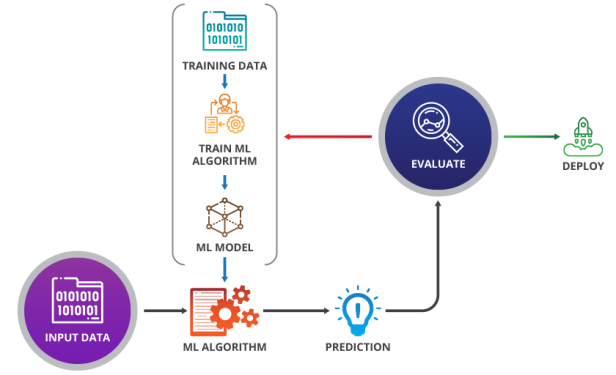 0101010
1010101
TRAINING DATA
TRAIN ML
ALGORITHM
ML MODEL
EVALUATE
DEPLOY
0101010
1010101
INPUT DATA
ML ALGORITHM
PREDICTION